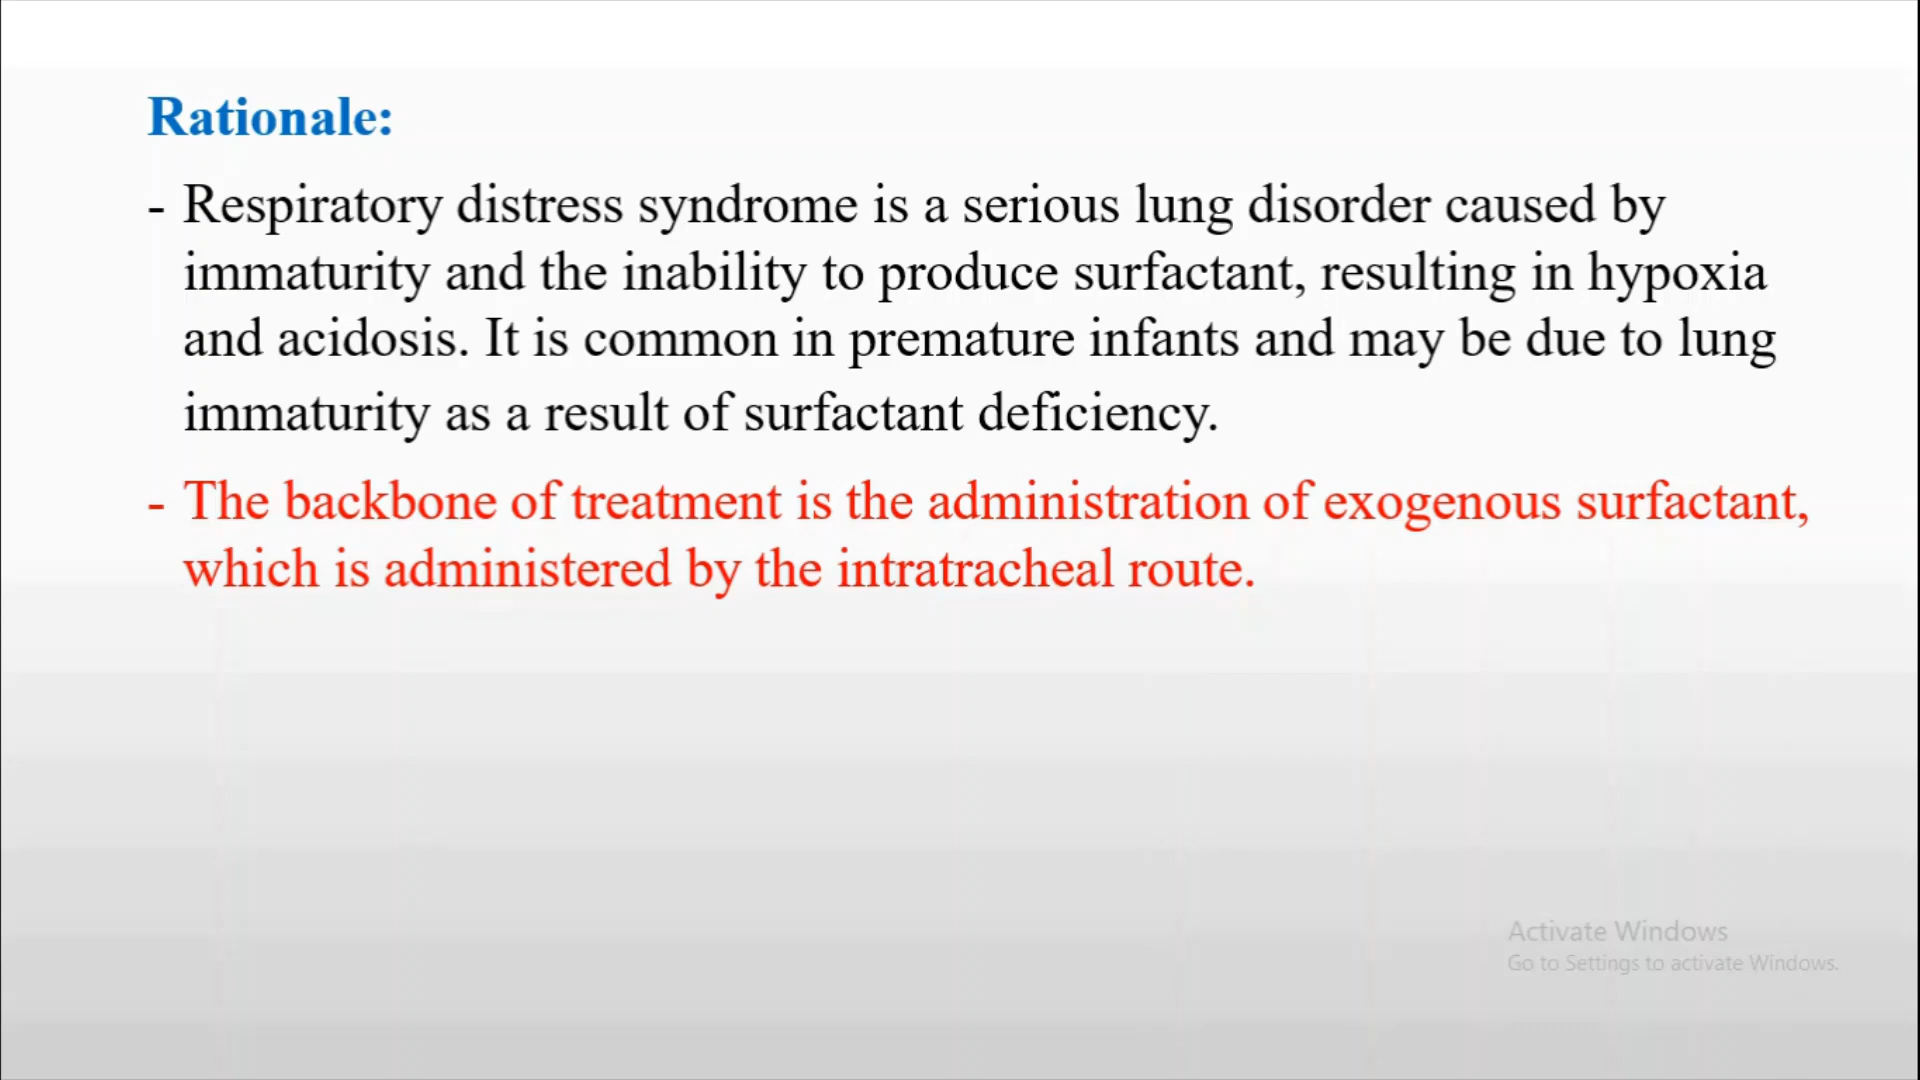 Rationale:
- Respiratory distress syndrome is a serious lung disorder caused by
immaturity and the inability to produce surfactant, resulting in hypoxia
and acidosis. It is common in premature infants and may be due to lung
immaturity as a result of surfactant deficiency.
- The backbone of treatment is the administration of exogenous surfactant,
which is administered by the intratracheal route.
Activate Windows
Go to Settings to activate Windows.